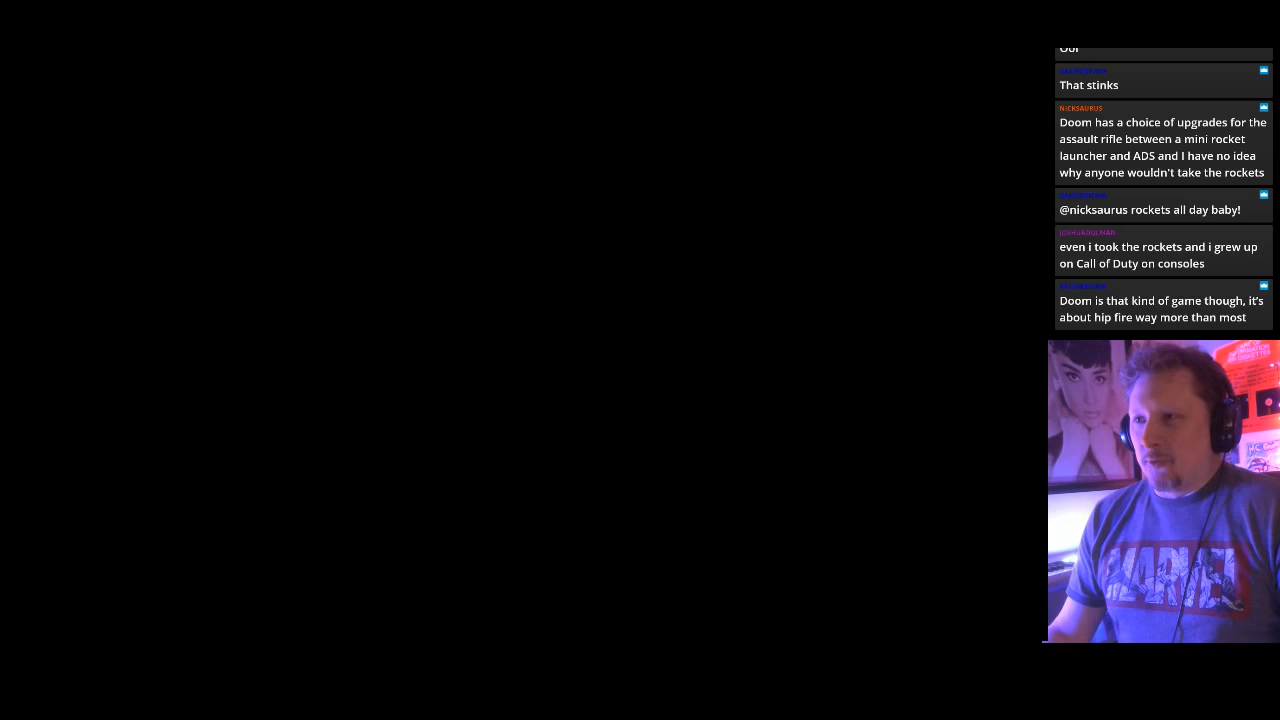 That stinks
NICKSAURUS
Doom has a choice of upgrades for the
assault rifle between a mini rocket
launcher and ADS and I have no idea
why anyone wouldn't take the rockets
@nicksaurus rockets all day baby!
JOSHUADULMAN
even i took the rockets and i grew up
on Call of Duty on consoles
Doom is that kind of game though, it's
about hip fire way more than most
MARVEL